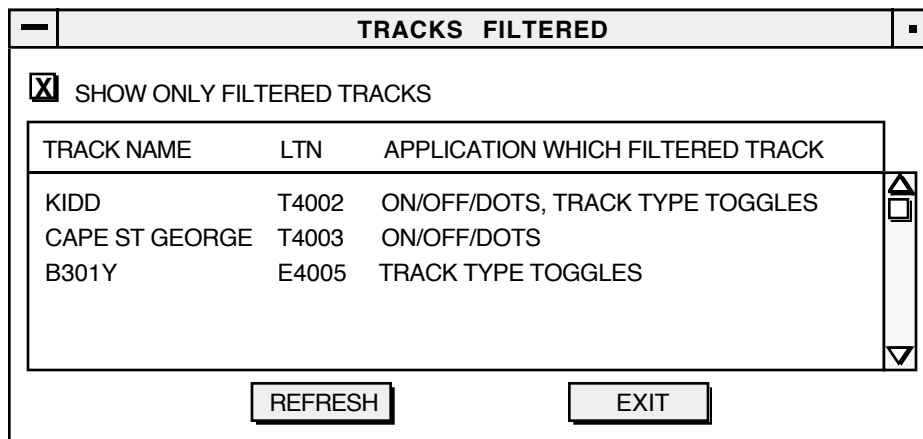 TRACKS FILTERED
X SHOW ONLY FILTERED TRACKS
TRACK NAME LTN APPLICATION WHICH FILTERED TRACK
KIDD T4002 ON/OFF/DOTS, TRACK TYPE TOGGLES
CAPE ST GEORGE T4003 ON/OFF/DOTS
B301Y E4005 TRACK TYPE TOGGLES
REFRESH EXIT